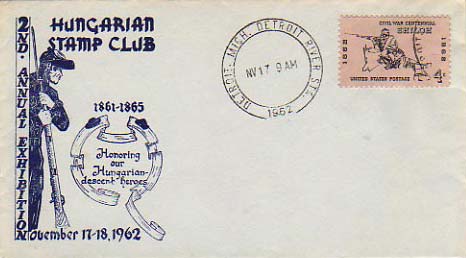 HUNGARIAN
STAMP CLUB
2ND. ANNUAL EXHIBITION
1861-1865
Honoring
our
Hungarian-
descent heroes
November 17-18, 1962
DETROIT, MICH. DETROIT RIVER STA.
NV 17 9 AM
1962
CIVIL WAR CENTENNIAL
SHILOH
1862
1962
UNITED STATES POSTAGE
4¢